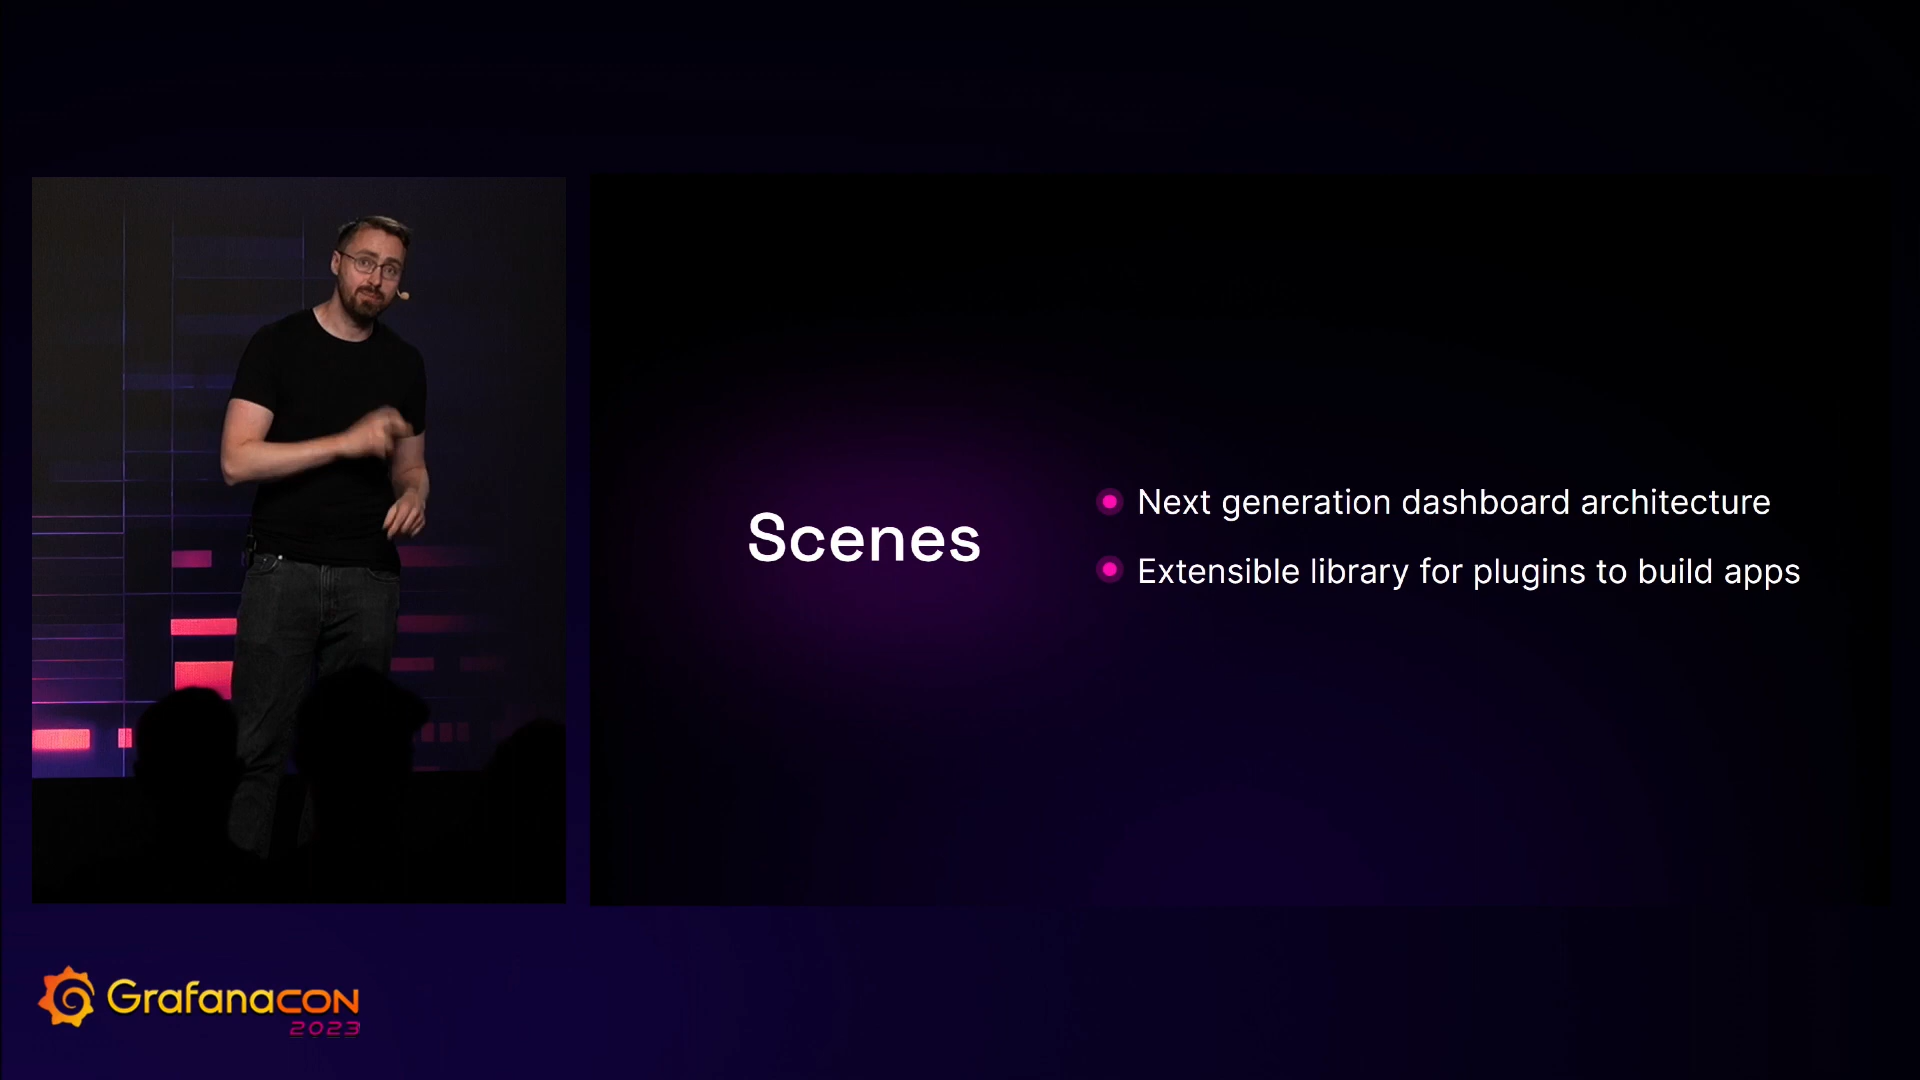 Scenes
Next generation dashboard architecture
Extensible library for plugins to build apps
GrafanaCON
2023